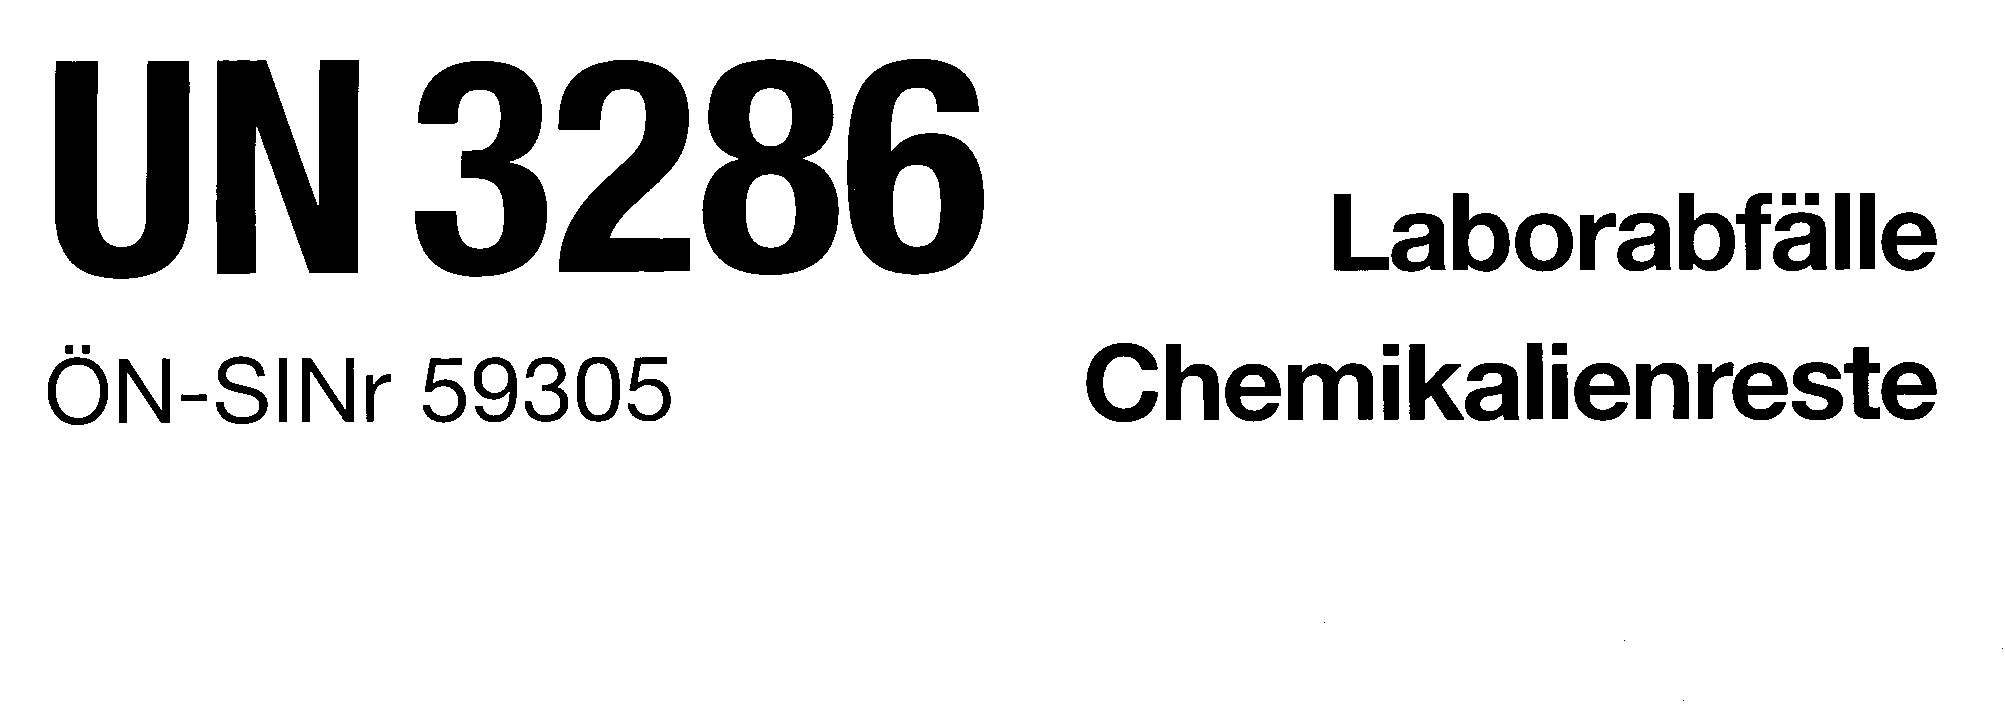 UN 3286
Laborabfälle
ÖN-SINr 59305
Chemikalienreste